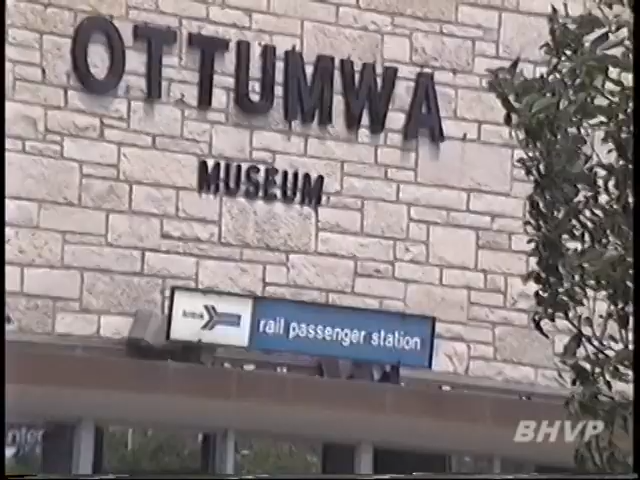 OTTUMWA
MUSEUM
Amtrak
rail passenger station
BHVP